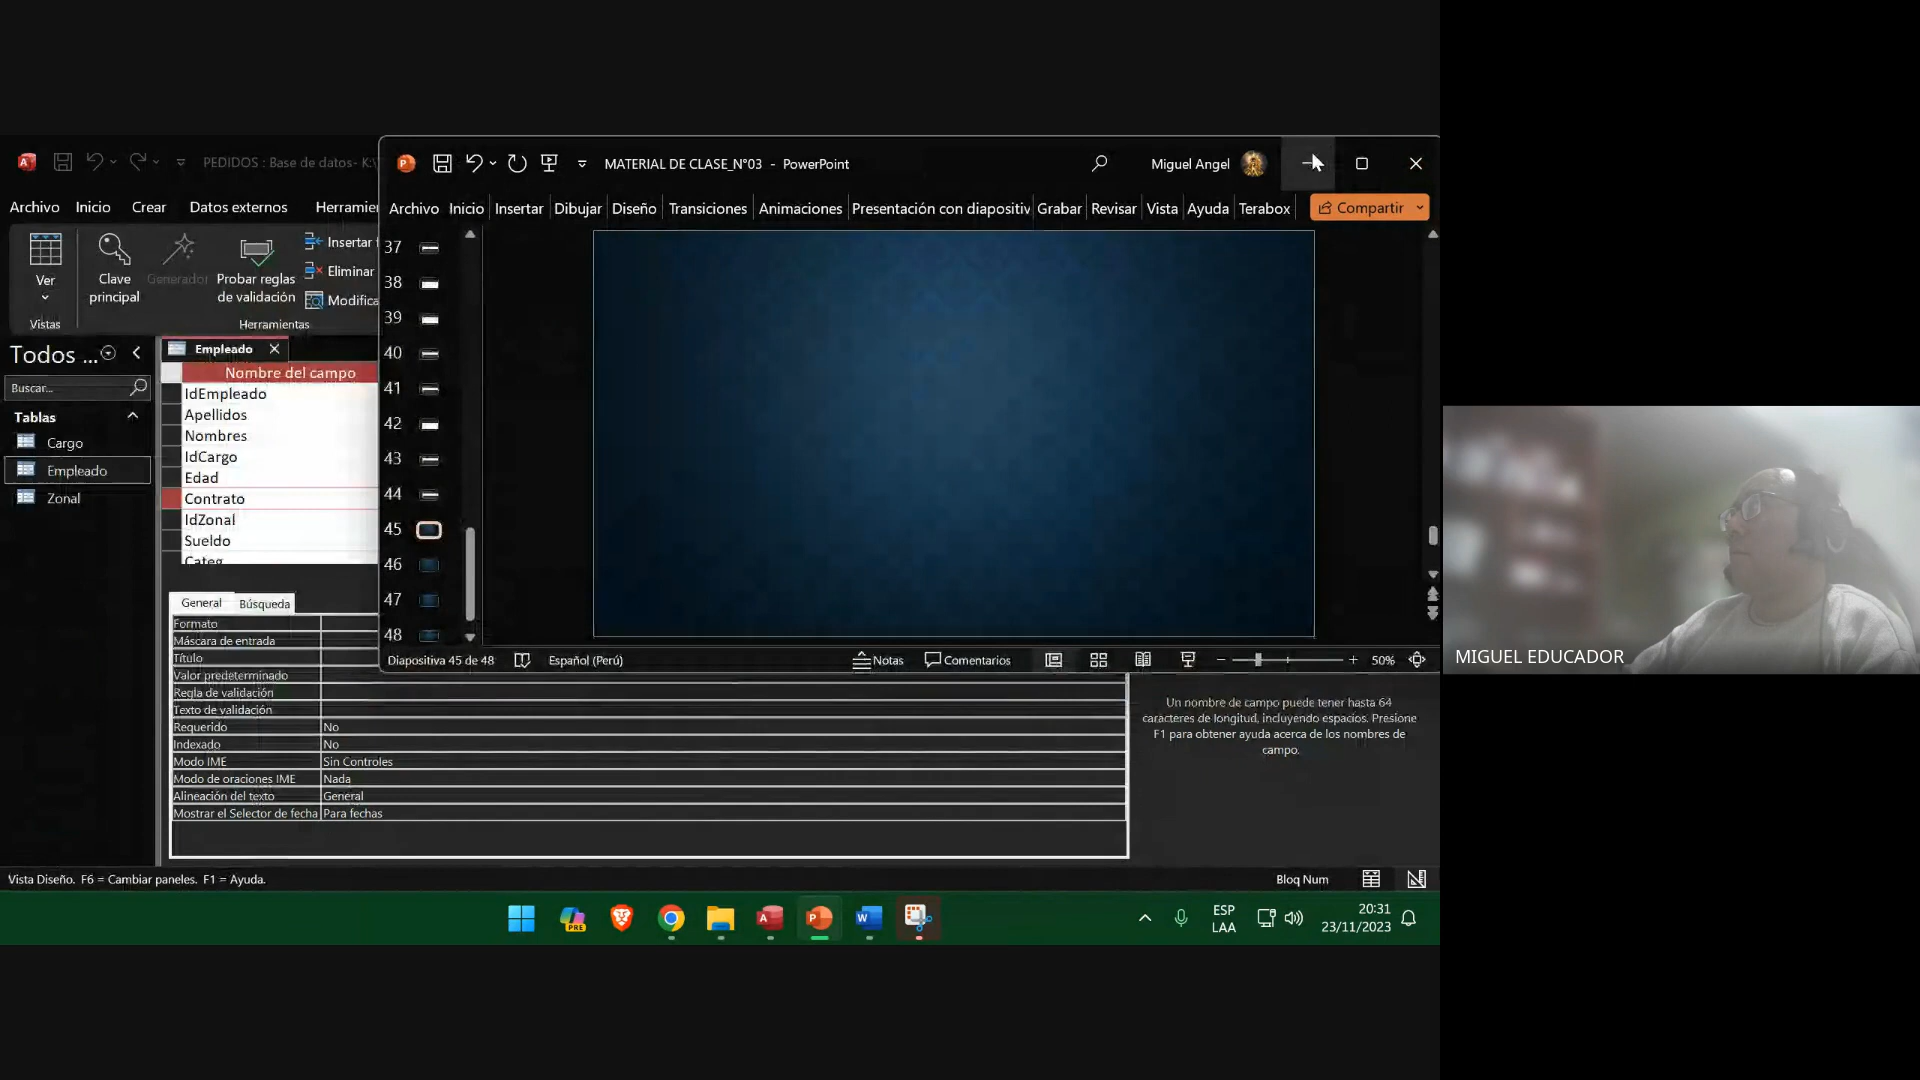 PEDIDOS : Base de datos- K:\
MATERIAL DE CLASE_N°03 - PowerPoint
Miguel Angel
Archivo Inicio Crear Datos externos Herramie
Archivo Inicio Insertar Dibujar Diseño Transiciones Animaciones Presentación con diapositiv Grabar Revisar Vista Ayuda Terabox Compartir
Ver
Clave principal
Generador
Probar reglas de validación
Insertar
Eliminar
Modifica
Vistas
Herramientas
Todos ...
Buscar...
Tablas
Cargo
Empleado
Zonal
Empleado
Nombre del campo
IdEmpleado
Apellidos
Nombres
IdCargo
Edad
Contrato
IdZonal
Sueldo
Categ
37
38
39
40
41
42
43
44
45
46
47
48
Diapositiva 45 de 48
Español (Perú)
Notas
Comentarios
50%
General Búsqueda
Formato
Máscara de entrada
Título
Valor predeterminado
Regla de validación
Texto de validación
Requerido No
Indexado No
Modo IME Sin Controles
Modo de oraciones IME Nada
Alineación del texto General
Mostrar el Selector de fecha Para fechas
Un nombre de campo puede tener hasta 64
caracteres de longitud, incluyendo espacios. Presione
F1 para obtener ayuda acerca de los nombres de
campo.
Vista Diseño. F6 = Cambiar paneles. F1 = Ayuda.
Bloq Num
PRE
ESP
LAA
20:31
23/11/2023
MIGUEL EDUCADOR